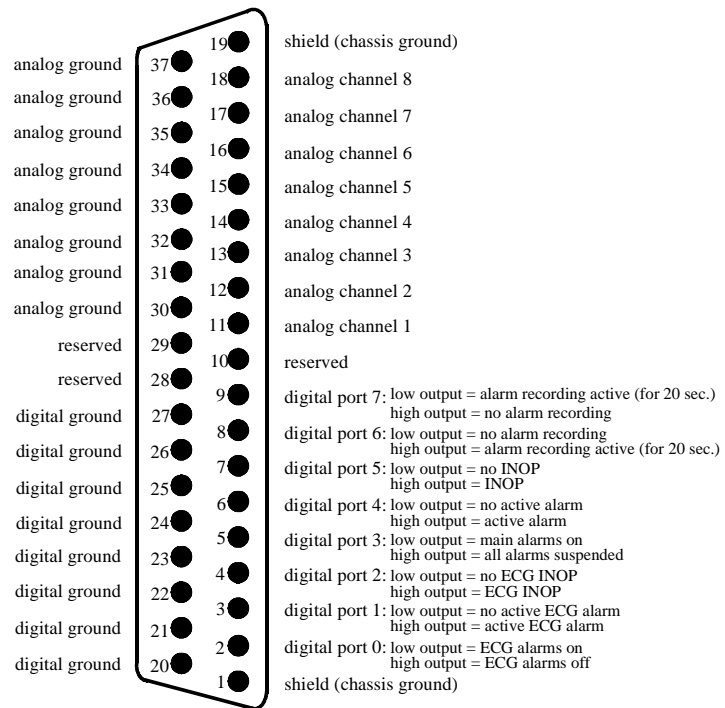 19 shield (chassis ground)
analog ground 37
18 analog channel 8
analog ground 36
17 analog channel 7
analog ground 35
16 analog channel 6
analog ground 34
15 analog channel 5
analog ground 33
14 analog channel 4
analog ground 32
13 analog channel 3
analog ground 31
12 analog channel 2
analog ground 30
11 analog channel 1
reserved 29
10 reserved
reserved 28
9 digital port 7: low output = alarm recording active (for 20 sec.)
high output = no alarm recording
digital ground 27
8 digital port 6: low output = no alarm recording
high output = alarm recording active (for 20 sec.)
digital ground 26
7 digital port 5: low output = no INOP
high output = INOP
digital ground 25
6 digital port 4: low output = no active alarm
high output = active alarm
digital ground 24
5 digital port 3: low output = main alarms on
high output = all alarms suspended
digital ground 23
4 digital port 2: low output = no ECG INOP
high output = ECG INOP
digital ground 22
3 digital port 1: low output = no active ECG alarm
high output = active ECG alarm
digital ground 21
2 digital port 0: low output = ECG alarms on
high output = ECG alarms off
digital ground 20
1 shield (chassis ground)